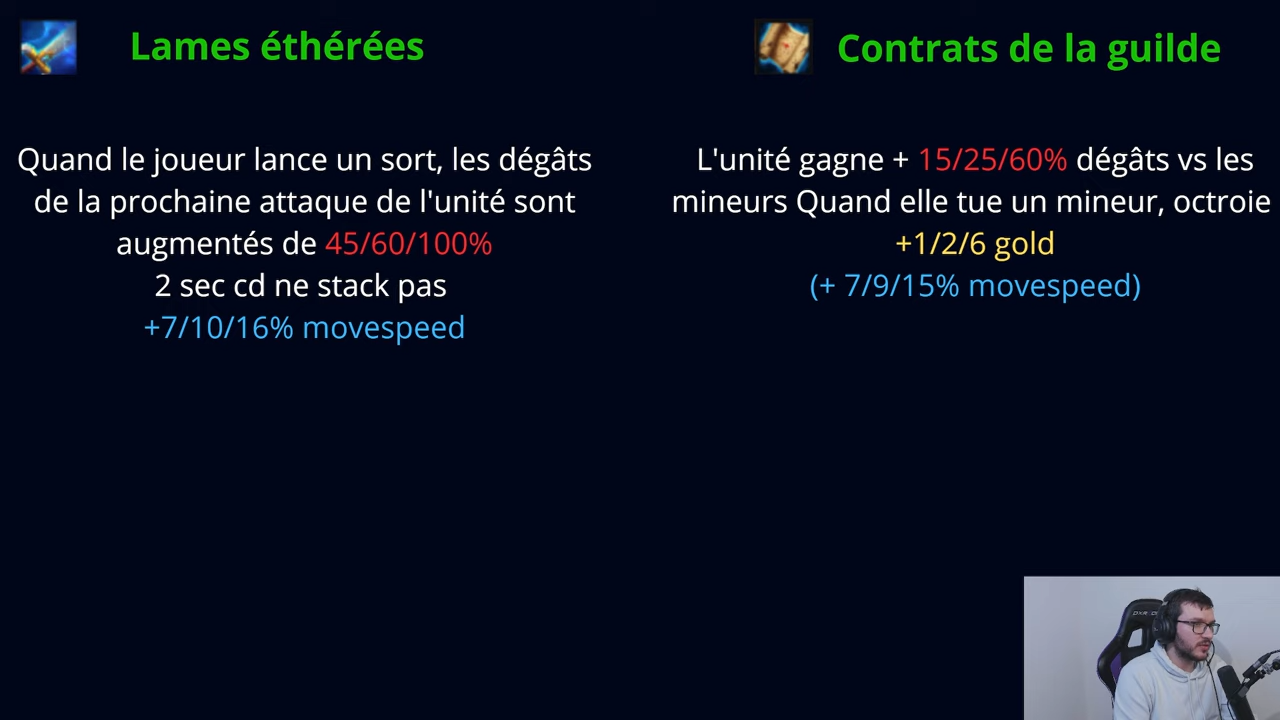 Lames éthérées
Quand le joueur lance un sort, les dégâts
de la prochaine attaque de l'unité sont
augmentés de 45/60/100%
2 sec cd ne stack pas
+7/10/16% movespeed
Contrats de la guilde
L'unité gagne + 15/25/60% dégâts vs les
mineurs Quand elle tue un mineur, octroie
+1/2/6 gold
(+ 7/9/15% movespeed)